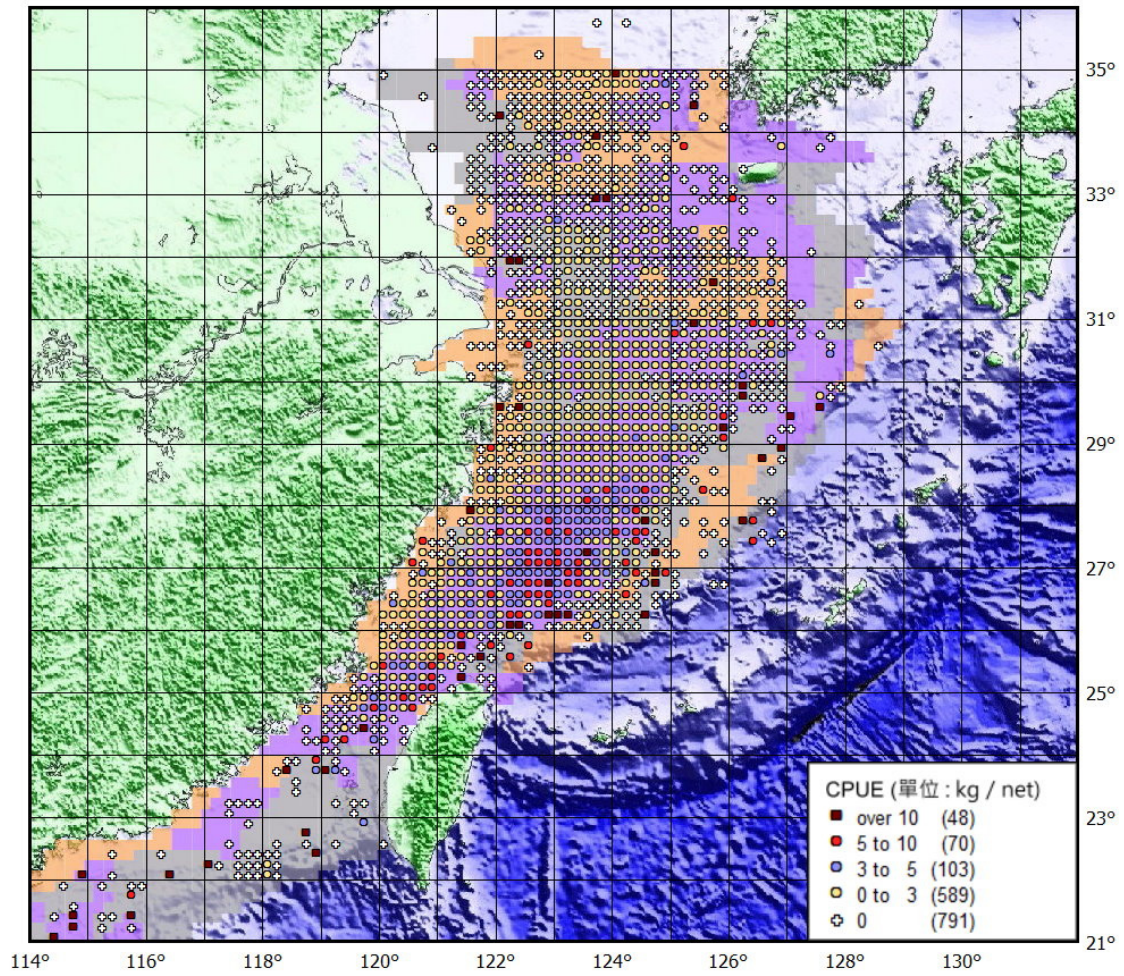 35°
33°
31°
29°
27°
25°
23°
21°
CPUE (單位 : kg / net)
over 10 (48)
5 to 10 (70)
3 to 5 (103)
0 to 3 (589)
0 (791)
114 116° 118° 120° 122° 124° 126° 128° 130°